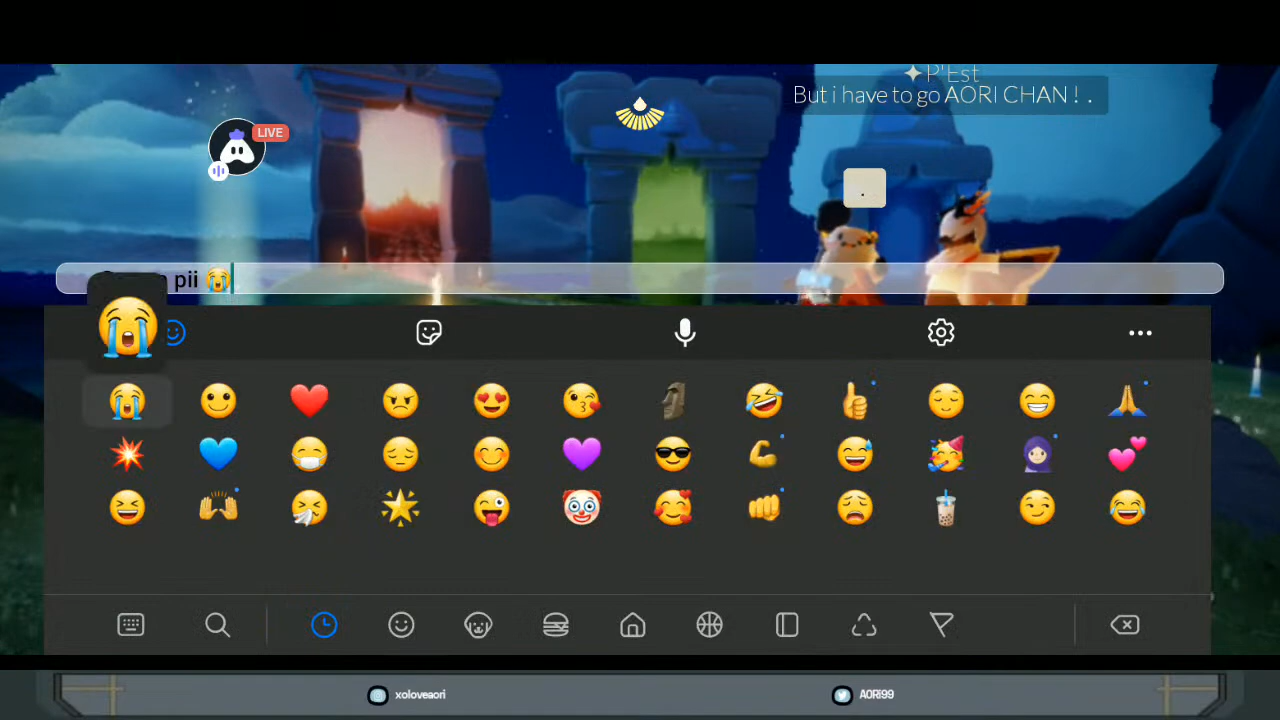 P'Est
But i have to go AORI CHAN ! .
LIVE
.
pii 😭
xoloveaori
AORi99